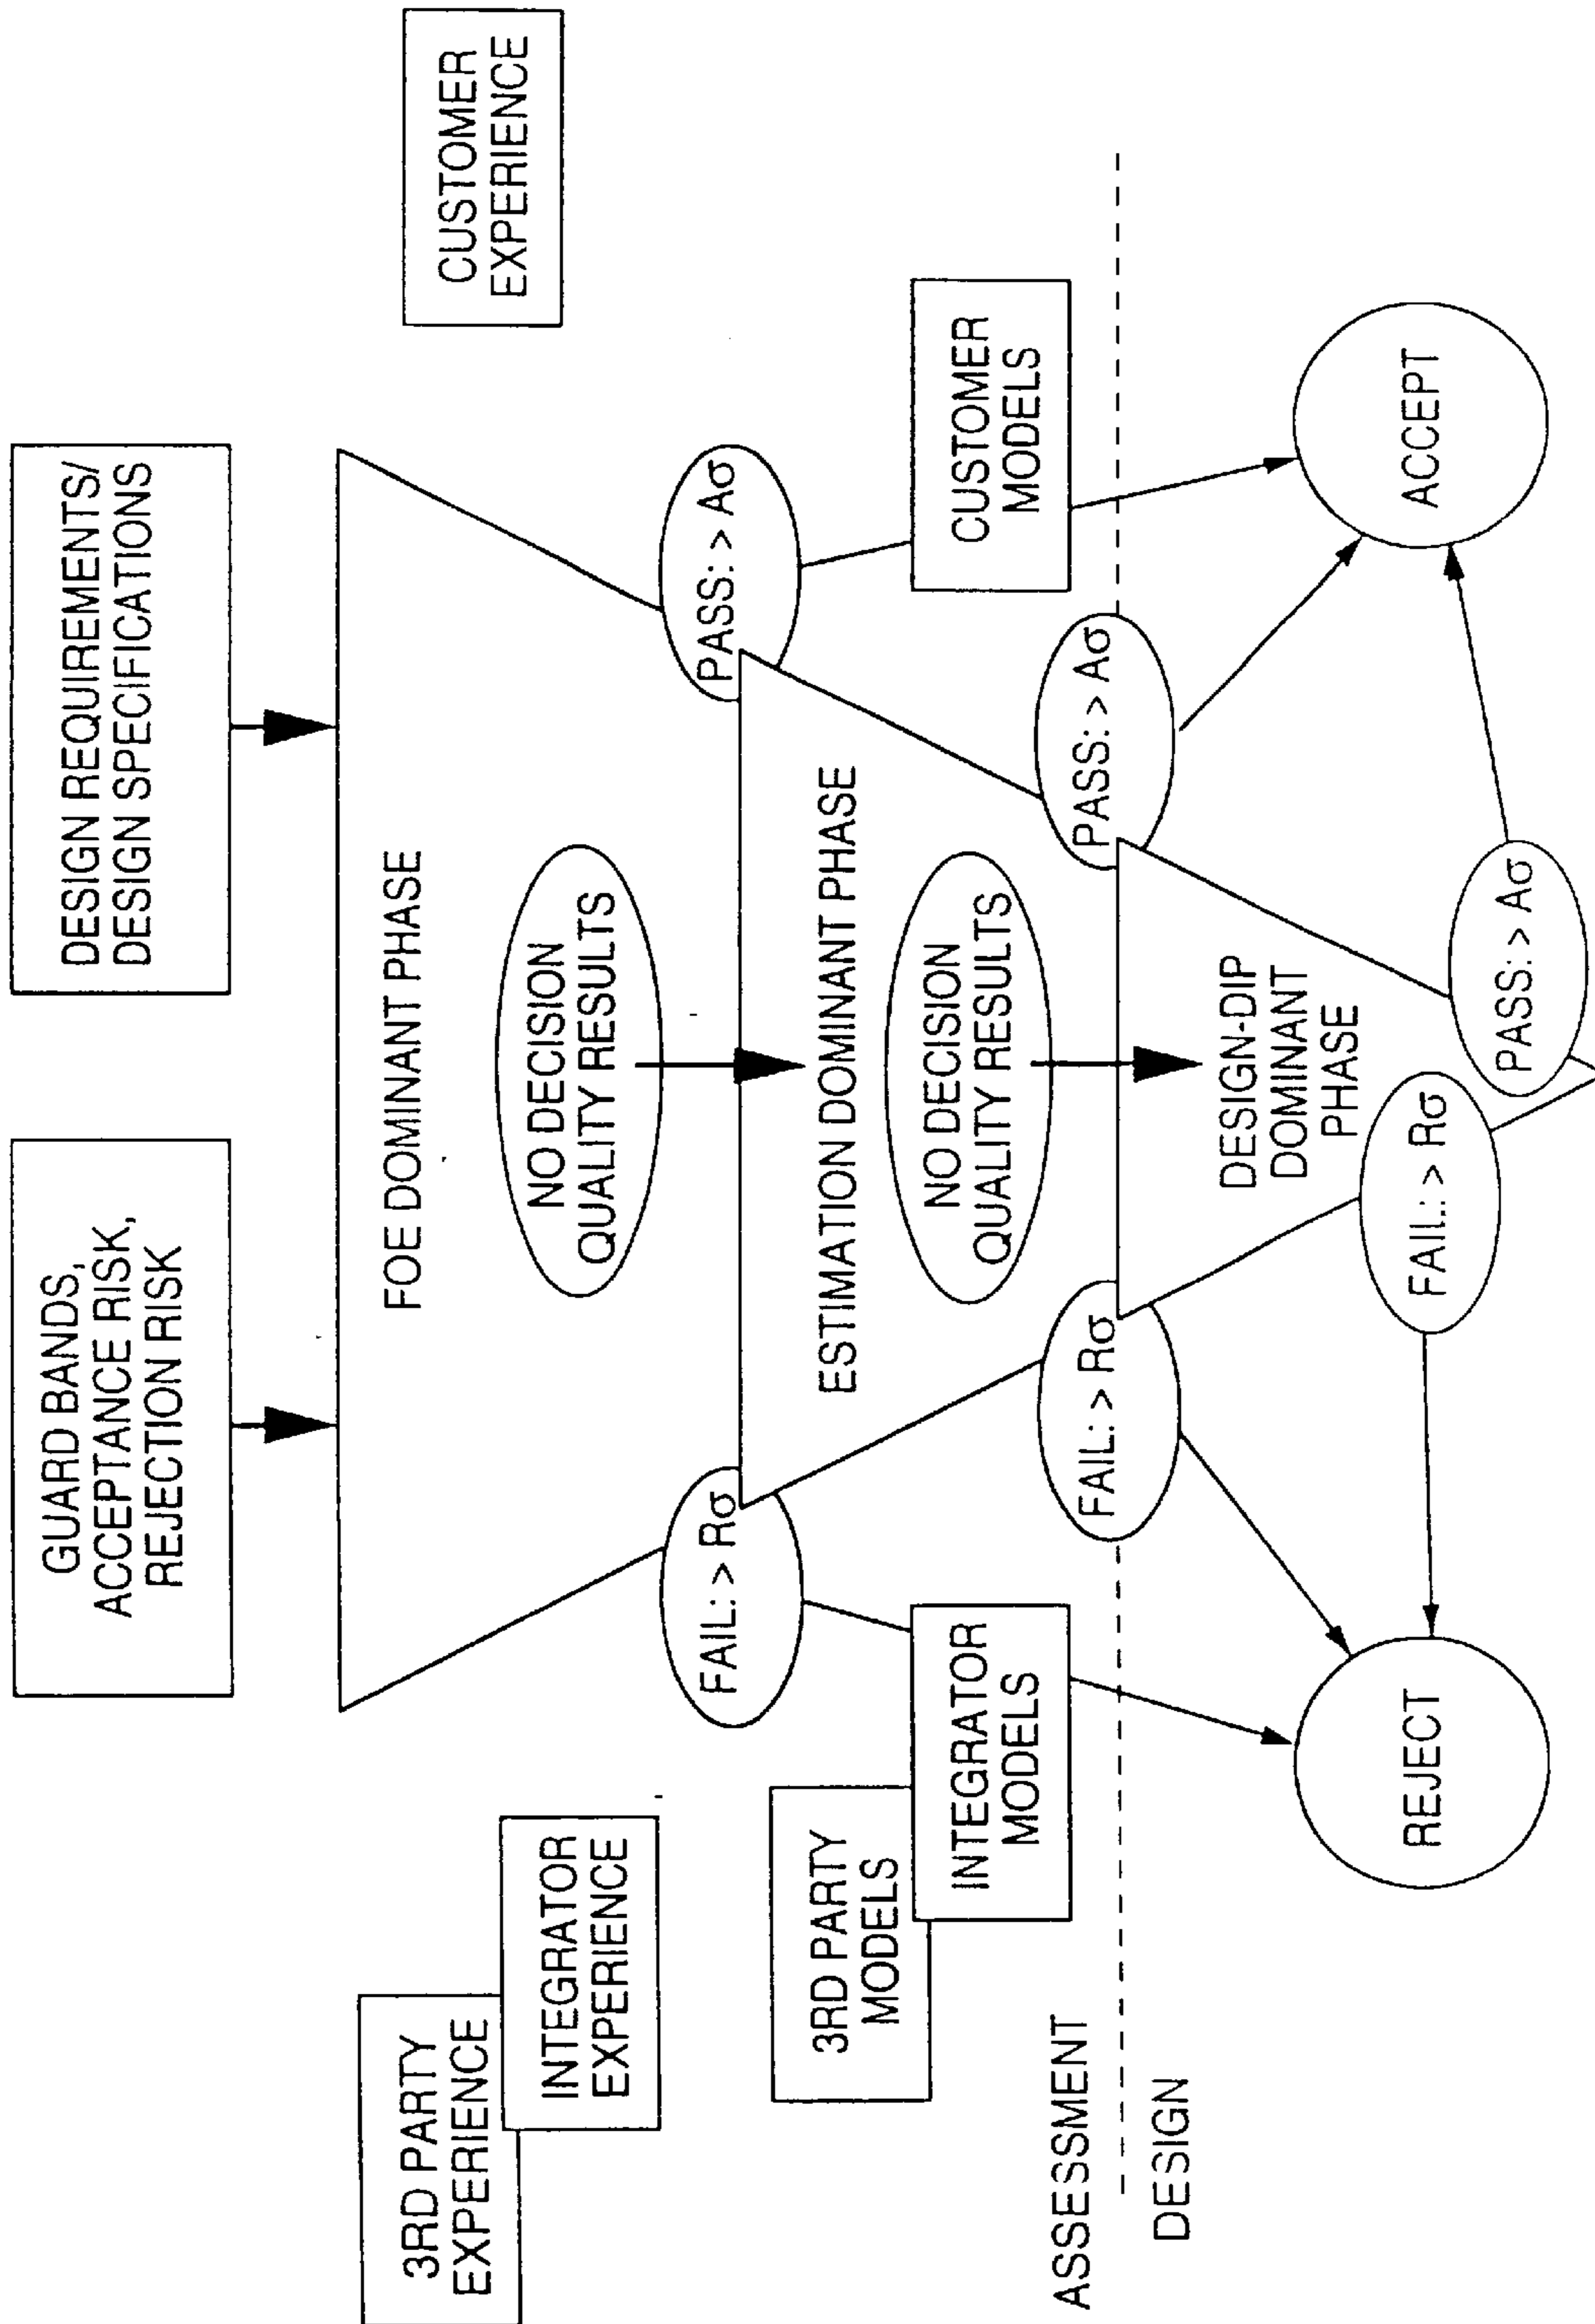 GUARD BANDS,
ACCEPTANCE RISK,
REJECTION RISK
DESIGN REQUIREMENTS/
DESIGN SPECIFICATIONS
3RD PARTY
EXPERIENCE
INTEGRATOR
EXPERIENCE
FOE DOMINANT PHASE
CUSTOMER
EXPERIENCE
NO DECISION
QUALITY RESULTS
FAIL: > Rσ
PASS: > Aσ
3RD PARTY
MODELS
INTEGRATOR
MODELS
ESTIMATION DOMINANT PHASE
CUSTOMER
MODELS
NO DECISION
QUALITY RESULTS
FAIL: > Rσ
PASS: > Aσ
ASSESSMENT
DESIGN
DESIGN-DIP
DOMINANT
PHASE
REJECT
FAIL: > Rσ
PASS: > Aσ
ACCEPT